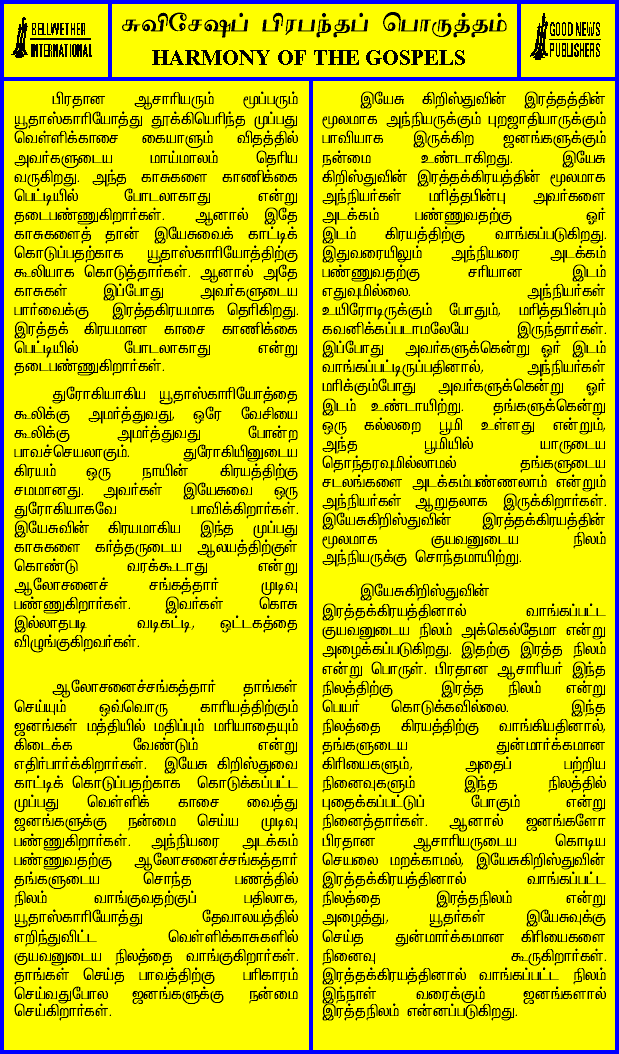 BELLWETHER
INTERNATIONAL
சுவிசேஷப் பிரபந்தப் பொருத்தம்
HARMONY OF THE GOSPELS
GOOD NEWS
PUBLISHERS
பிரதான ஆசாரியரும் மூப்பரும்
யூதாஸ்காரியோத்து தூக்கியெரிந்த முப்பது
வெள்ளிக்காசை கையாளும் விதத்தில்
அவர்களுடைய மாய்மாலம் தெரிய
வருகிறது. அந்த காசுகளை காணிக்கை
பெட்டியில் போடலாகாது என்று
தடைபண்ணுகிறார்கள். ஆனால் இதே
காசுகளைத் தான் இயேசுவைக் காட்டிக்
கொடுப்பதற்காக யூதாஸ்காரியோத்திற்கு
கூலியாக கொடுத்தார்கள். ஆனால் அதே
காசுகள் இப்போது அவர்களுடைய
பார்வைக்கு இரத்தகிரயமாக தெரிகிறது.
இரத்தக் கிரயமான காசை காணிக்கை
பெட்டியில் போடலாகாது என்று
தடைபண்ணுகிறார்கள்.
துரோகியாகிய யூதாஸ்காரியோத்தை
கூலிக்கு அமர்த்துவது, ஒரே வேசியை
கூலிக்கு அமர்த்துவது போன்ற
பாவச்செயலாகும். துரோகியினுடைய
கிரயம் ஒரு நாயின் கிரயத்திற்கு
சமமானது. அவர்கள் இயேசுவை ஒரு
துரோகியாகவே பாவிக்கிறார்கள்.
இயேசுவின் கிரயமாகிய இந்த முப்பது
காசுகளை கர்த்தருடைய ஆலயத்திற்குள்
கொண்டு வரக்கூடாது என்று
ஆலோசனைச் சங்கத்தார் முடிவு
பண்ணுகிறார்கள். இவர்கள் கொசு
இல்லாதபடி வடிகட்டி, ஒட்டகத்தை
விழுங்குகிறவர்கள்.
ஆலோசனைச்சங்கத்தார் தாங்கள்
செய்யும் ஒவ்வொரு காரியத்திற்கும்
ஜனங்கள் மத்தியில் மதிப்பும் மரியாதையும்
கிடைக்க வேண்டும் என்று
எதிர்பார்க்கிறார்கள். இயேசு கிறிஸ்துவை
காட்டிக் கொடுப்பதற்காக கொடுக்கப்பட்ட
முப்பது வெள்ளிக் காசை வைத்து
ஜனங்களுக்கு நன்மை செய்ய முடிவு
பண்ணுகிறார்கள். அந்நியரை அடக்கம்
பண்ணுவதற்கு ஆலோசனைச்சங்கத்தார்
தங்களுடைய சொந்த பணத்தில்
நிலம் வாங்குவதற்குப் பதிலாக,
யூதாஸ்காரியோத்து தேவாலயத்தில்
எறிந்துவிட்ட வெள்ளிக்காசுகளில்
குயவனுடைய நிலத்தை வாங்குகிறார்கள்.
தாங்கள் செய்த பாவத்திற்கு பரிகாரம்
செய்வதுபோல ஜனங்களுக்கு நன்மை
செய்கிறார்கள்.
இயேசு கிறிஸ்துவின் இரத்தத்தின்
மூலமாக அந்நியருக்கும் புறஜாதியாருக்கும்
பாவியாக இருக்கிற ஜனங்களுக்கும்
நன்மை உண்டாகிறது. இயேசு
கிறிஸ்துவின் இரத்தக்கிரயத்தின் மூலமாக
அந்நியர்கள் மரித்தபின்பு அவர்களை
அடக்கம் பண்ணுவதற்கு ஓர்
இடம் கிரயத்திற்கு வாங்கப்படுகிறது.
இதுவரையிலும் அந்நியரை அடக்கம்
பண்ணுவதற்கு சரியான இடம்
எதுவுமில்லை. அந்நியர்கள்
உயிரோடிருக்கும் போதும், மரித்தபின்பும்
கவனிக்கப்படாமலேயே இருந்தார்கள்.
இப்போது அவர்களுக்கென்று ஓர் இடம்
வாங்கப்பட்டிருப்பதினால், அந்நியர்கள்
மரிக்கும்போது அவர்களுக்கென்று ஓர்
இடம் உண்டாயிற்று. தங்களுக்கென்று
ஒரு கல்லறை பூமி உள்ளது என்றும்,
அந்த பூமியில் யாருடைய
தொந்தரவுமில்லாமல் தங்களுடைய
சடலங்களை அடக்கம்பண்ணலாம் என்றும்
அந்நியர்கள் ஆறுதலாக இருக்கிறார்கள்.
இயேசுகிறிஸ்துவின் இரத்தக்கிரயத்தின்
மூலமாக குயவனுடைய நிலம்
அந்நியருக்கு சொந்தமாயிற்று.
இயேசுகிறிஸ்துவின்
இரத்தக்கிரயத்தினால் வாங்கப்பட்ட
குயவனுடைய நிலம் அக்கெல்தேமா என்று
அழைக்கப்படுகிறது. இதற்கு இரத்த நிலம்
என்று பொருள். பிரதான ஆசாரியர் இந்த
நிலத்திற்கு இரத்த நிலம் என்று
பெயர் கொடுக்கவில்லை. இந்த
நிலத்தை கிரயத்திற்கு வாங்கியதினால்,
தங்களுடைய துன்மார்க்கமான
கிரியைகளும், அதைப் பற்றிய
நினைவுகளும் இந்த நிலத்தில்
புதைக்கப்பட்டுப் போகும் என்று
நினைத்தார்கள். ஆனால் ஜனங்களோ
பிரதான ஆசாரியருடைய கொடிய
செயலை மறக்காமல், இயேசுகிறிஸ்துவின்
இரத்தக்கிரயத்தினால் வாங்கப்பட்ட
நிலத்தை இரத்தநிலம் என்று
அழைத்து, யூதர்கள் இயேசுவுக்கு
செய்த துன்மார்க்கமான கிரியைகளை
நினைவு கூருகிறார்கள்.
இரத்தக்கிரயத்தினால் வாங்கப்பட்ட நிலம்
இந்நாள் வரைக்கும் ஜனங்களால்
இரத்தநிலம் என்னப்படுகிறது.